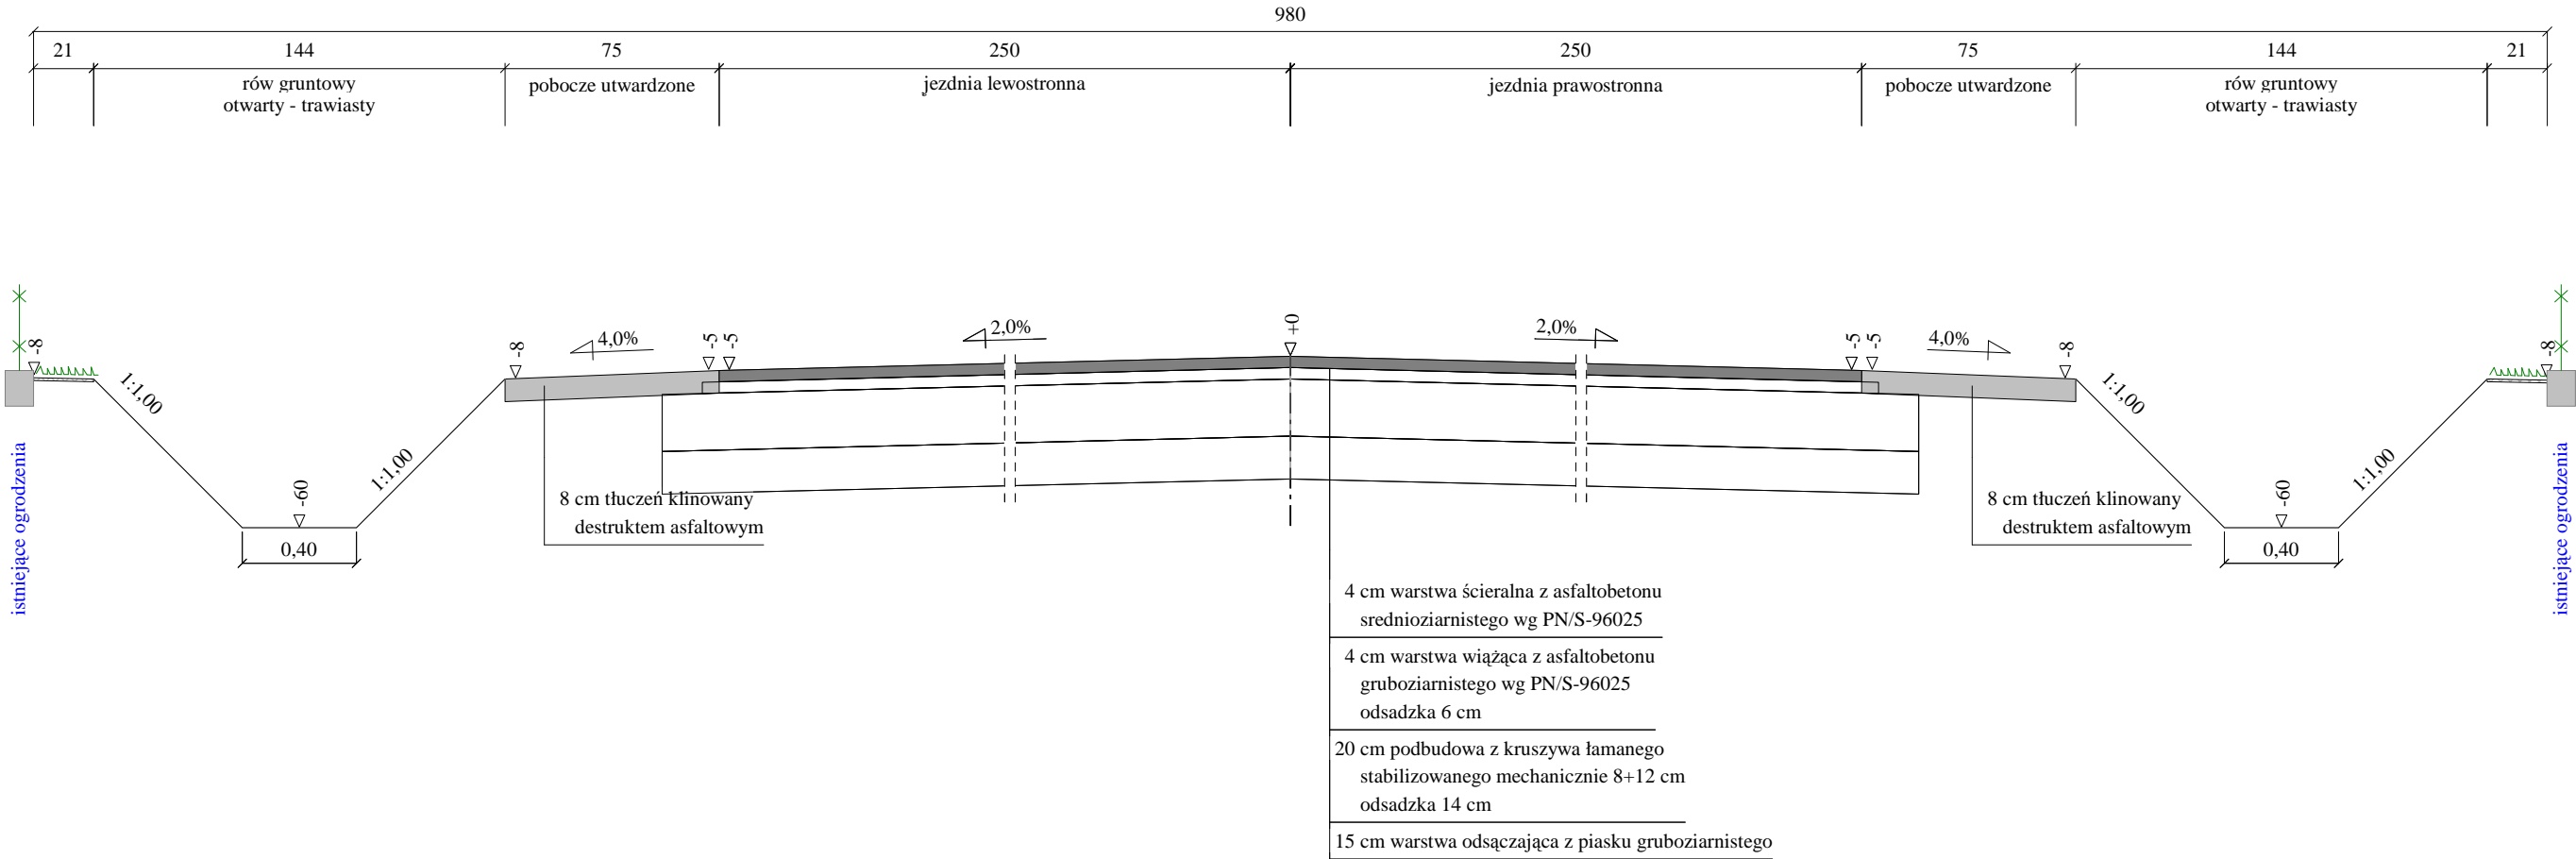 980
21 144 75 250 250 75 144 21
rów gruntowy
otwarty - trawiasty
pobocze utwardzone
jezdnia lewostronna
jezdnia prawostronna
pobocze utwardzone
rów gruntowy
otwarty - trawiasty
-8
1:1,00
-60
0,40
1:1,00
-8
4,0%
-5
-5
2,0%
+0
2,0%
-5
-5
4,0%
-8
1:1,00
-60
0,40
1:1,00
-8
istniejące ogrodzenia
8 cm tłuczeń klinowany
destruktem asfaltowym
8 cm tłuczeń klinowany
destruktem asfaltowym
istniejące ogrodzenia
4 cm warstwa ścieralna z asfaltobetonu
srednioziarnistego wg PN/S-96025
4 cm warstwa wiążąca z asfaltobetonu
gruboziarnistego wg PN/S-96025
odsadzka 6 cm
20 cm podbudowa z kruszywa łamanego
stabilizowanego mechanicznie 8+12 cm
odsadzka 14 cm
15 cm warstwa odsączająca z piasku gruboziarnistego